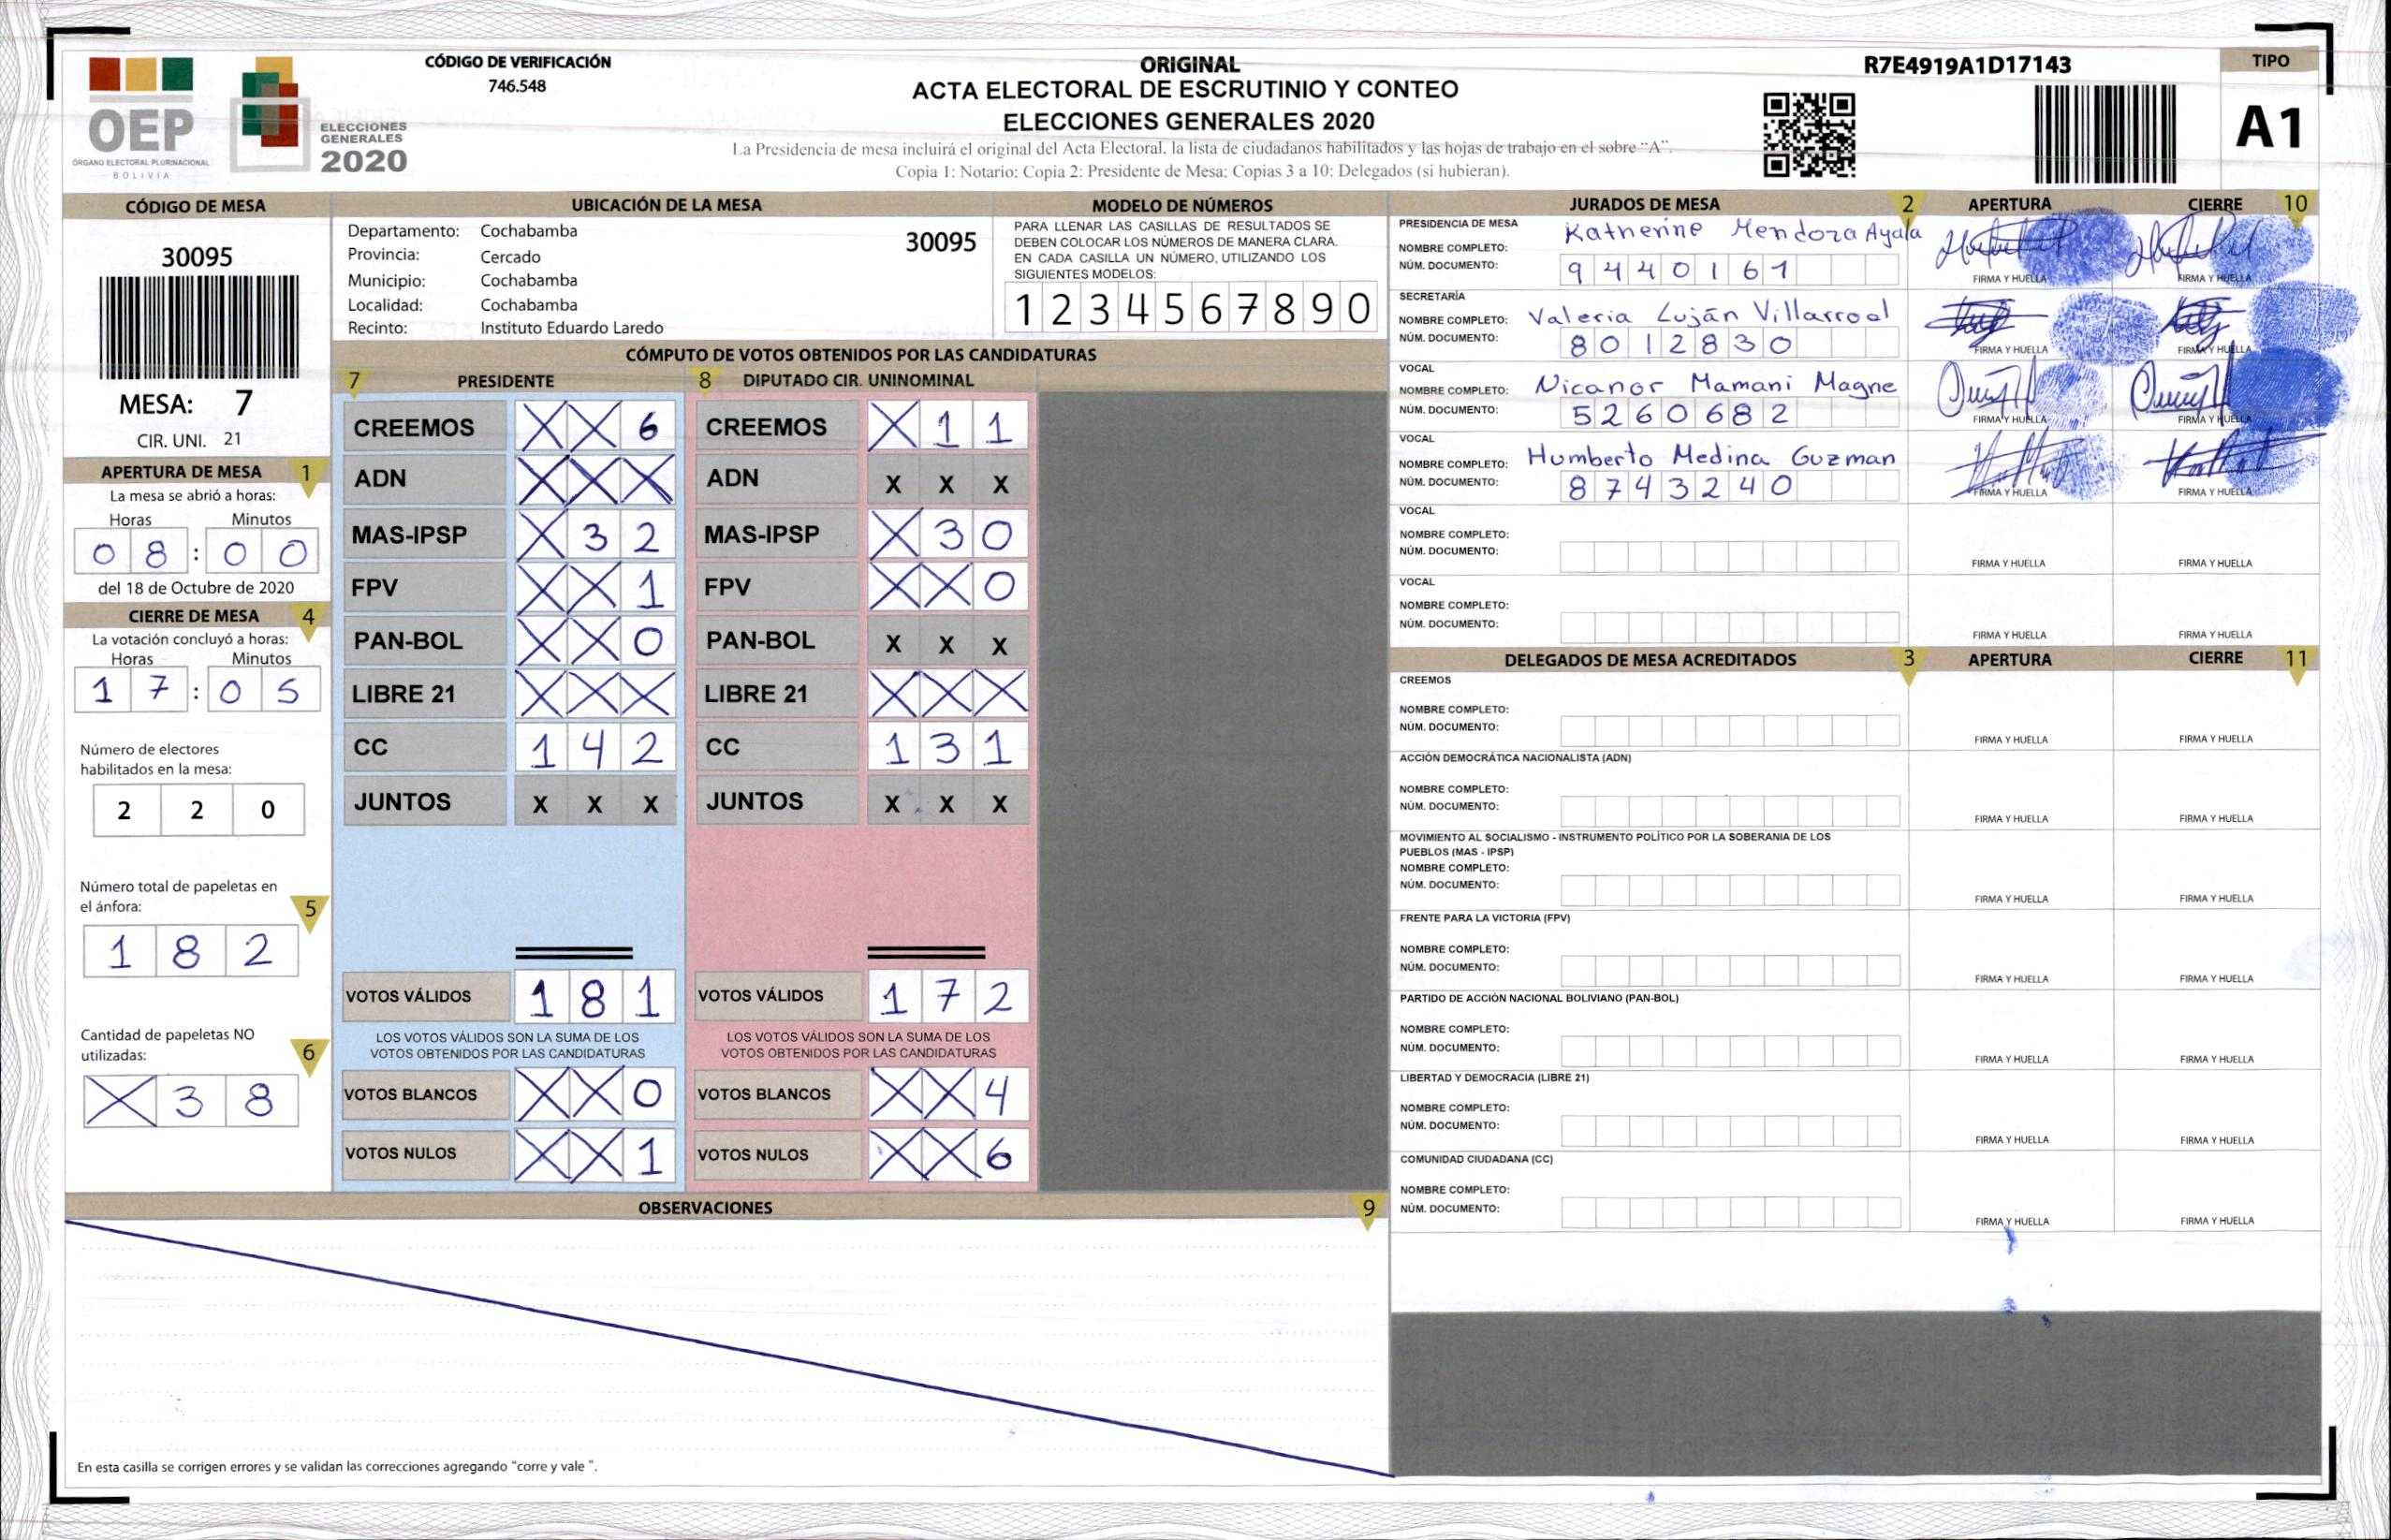 CÓDIGO DE VERIFICACIÓN
746.548
ORIGINAL
ACTA ELECTORAL DE ESCRUTINIO Y CONTEO
ELECCIONES GENERALES 2020
La Presidencia de mesa incluirá el original del Acta Electoral, la lista de ciudadanos habilitados y las hojas de trabajo en el sobre "A".
Copia 1: Notario; Copia 2: Presidente de Mesa; Copias 3 a 10: Delegados (si hubieran).
R7E4919A1D17143
TIPO
A1
OEP
ÓRGANO ELECTORAL PLURINACIONAL
BOLIVIA
ELECCIONES
GENERALES
2020
CÓDIGO DE MESA
30095
MESA: 7
CIR. UNI. 21
APERTURA DE MESA 1
La mesa se abrió a horas:
Horas Minutos
0 8 : 0 0
del 18 de Octubre de 2020
CIERRE DE MESA 4
La votación concluyó a horas:
Horas Minutos
1 7 : 0 5
Número de electores
habilitados en la mesa:
2 2 0
Número total de papeletas en
el ánfora:
5
1 8 2
Cantidad de papeletas NO
utilizadas:
6
X 3 8
UBICACIÓN DE LA MESA
Departamento: Cochabamba
30095
Provincia: Cercado
Municipio: Cochabamba
Localidad: Cochabamba
Recinto: Instituto Eduardo Laredo
MODELO DE NÚMEROS
PARA LLENAR LAS CASILLAS DE RESULTADOS SE
DEBEN COLOCAR LOS NÚMEROS DE MANERA CLARA.
EN CADA CASILLA UN NÚMERO, UTILIZANDO LOS
SIGUIENTES MODELOS:
1 2 3 4 5 6 7 8 9 0
CÓMPUTO DE VOTOS OBTENIDOS POR LAS CANDIDATURAS
7 PRESIDENTE
CREEMOS X X 6
ADN X X X
MAS-IPSP X 3 2
FPV X X 1
PAN-BOL X X 0
LIBRE 21 X X X
CC 1 4 2
JUNTOS X X X
VOTOS VÁLIDOS 1 8 1
LOS VOTOS VÁLIDOS SON LA SUMA DE LOS
VOTOS OBTENIDOS POR LAS CANDIDATURAS
VOTOS BLANCOS X X 0
VOTOS NULOS X X 1
8 DIPUTADO CIR. UNINOMINAL
CREEMOS X 1 1
ADN X X X
MAS-IPSP X 3 0
FPV X X 0
PAN-BOL X X X
LIBRE 21 X X X
CC 1 3 1
JUNTOS X X X
VOTOS VÁLIDOS 1 7 2
LOS VOTOS VÁLIDOS SON LA SUMA DE LOS
VOTOS OBTENIDOS POR LAS CANDIDATURAS
VOTOS BLANCOS X X 4
VOTOS NULOS X X 6
OBSERVACIONES 9
En esta casilla se corrigen errores y se validan las correcciones agregando "corre y vale ".
JURADOS DE MESA 2 APERTURA CIERRE 10
PRESIDENCIA DE MESA
NOMBRE COMPLETO: Katherine Mendoza Ayala
NÚM. DOCUMENTO: 9 4 4 0 1 6 1
FIRMA Y HUELLA FIRMA Y HUELLA
SECRETARÍA
NOMBRE COMPLETO: Valeria Luján Villarroel
NÚM. DOCUMENTO: 8 0 1 2 8 3 0
FIRMA Y HUELLA FIRMA Y HUELLA
VOCAL
NOMBRE COMPLETO: Nicanor Mamani Magne
NÚM. DOCUMENTO: 5 2 6 0 6 8 2
FIRMA Y HUELLA FIRMA Y HUELLA
VOCAL
NOMBRE COMPLETO: Humberto Medina Guzman
NÚM. DOCUMENTO: 8 7 4 3 2 4 0
FIRMA Y HUELLA FIRMA Y HUELLA
VOCAL
NOMBRE COMPLETO:
NÚM. DOCUMENTO:
FIRMA Y HUELLA FIRMA Y HUELLA
VOCAL
NOMBRE COMPLETO:
NÚM. DOCUMENTO:
FIRMA Y HUELLA FIRMA Y HUELLA
DELEGADOS DE MESA ACREDITADOS 3 APERTURA CIERRE 11
CREEMOS
NOMBRE COMPLETO:
NÚM. DOCUMENTO:
FIRMA Y HUELLA FIRMA Y HUELLA
ACCIÓN DEMOCRÁTICA NACIONALISTA (ADN)
NOMBRE COMPLETO:
NÚM. DOCUMENTO:
FIRMA Y HUELLA FIRMA Y HUELLA
MOVIMIENTO AL SOCIALISMO - INSTRUMENTO POLÍTICO POR LA SOBERANIA DE LOS
PUEBLOS (MAS - IPSP)
NOMBRE COMPLETO:
NÚM. DOCUMENTO:
FIRMA Y HUELLA FIRMA Y HUELLA
FRENTE PARA LA VICTORIA (FPV)
NOMBRE COMPLETO:
NÚM. DOCUMENTO:
FIRMA Y HUELLA FIRMA Y HUELLA
PARTIDO DE ACCIÓN NACIONAL BOLIVIANO (PAN-BOL)
NOMBRE COMPLETO:
NÚM. DOCUMENTO:
FIRMA Y HUELLA FIRMA Y HUELLA
LIBERTAD Y DEMOCRACIA (LIBRE 21)
NOMBRE COMPLETO:
NÚM. DOCUMENTO:
FIRMA Y HUELLA FIRMA Y HUELLA
COMUNIDAD CIUDADANA (CC)
NOMBRE COMPLETO:
NÚM. DOCUMENTO:
FIRMA Y HUELLA FIRMA Y HUELLA